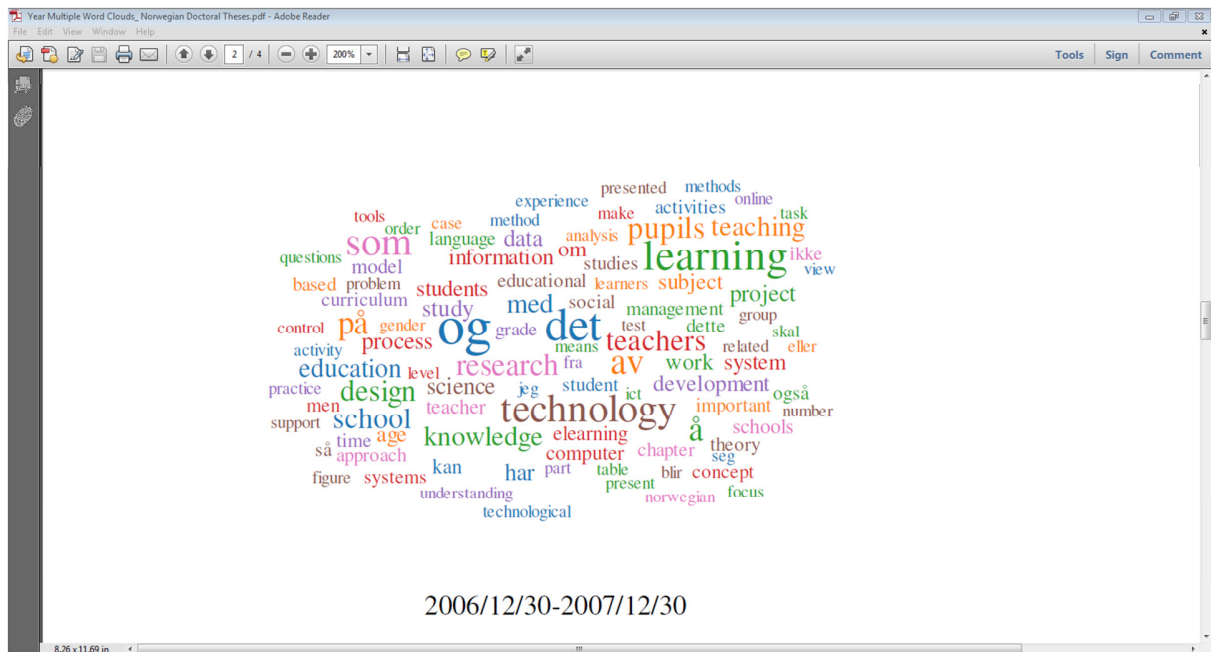 Year Multiple Word Clouds_ Norwegian Doctoral Theses.pdf - Adobe Reader
File Edit View Window Help
2 / 4 200% Tools Sign Comment
presented methods
experience online
tools case method make activities task
order
som language data analysis pupils teaching
questions information om learning ikke
model studies view
based problem students educational learners subject
curriculum study med social management project
control på gender og grade det test dette group skal
activity process means teachers related eller
education level research fra av work system
practice design science jeg student ict development også
men school teacher technology important number
support age schools
så time knowledge elearning å theory
approach computer chapter seg
figure systems kan har part table blir concept
understanding present norwegian focus
technological
2006/12/30-2007/12/30
8.26 x 11.69 in